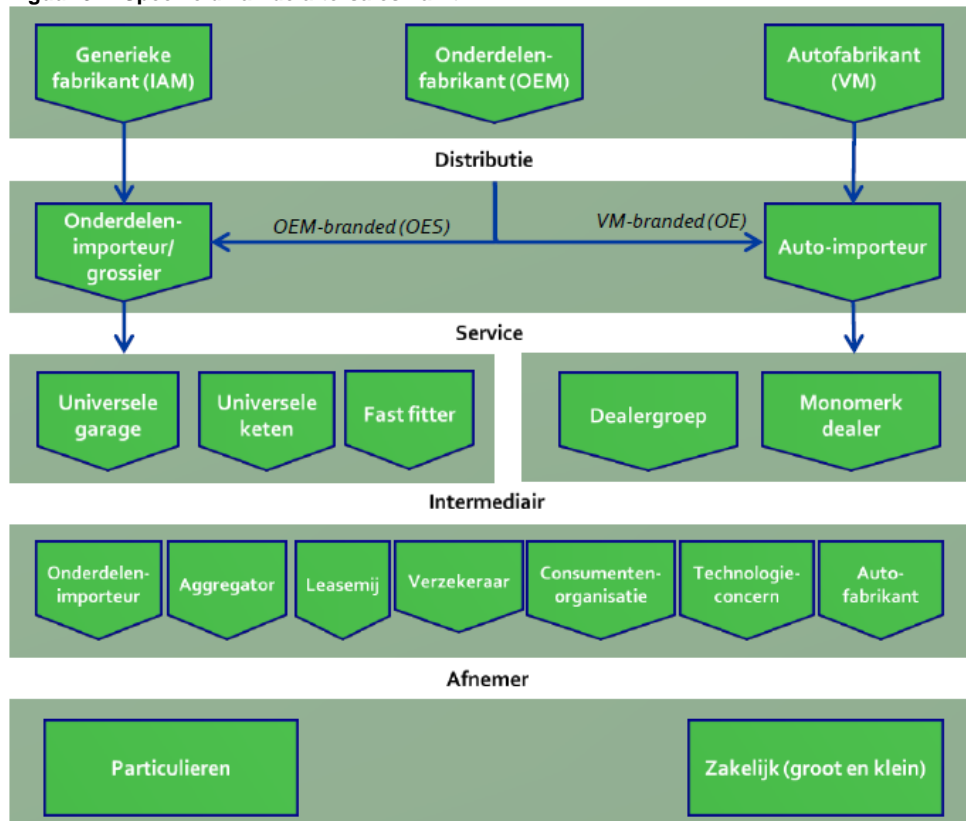 Generieke
fabrikant (IAM)
Onderdelen-
fabrikant (OEM)
Autofabrikant
(VM)
Distributie
Onderdelen-
importeur/
grossier
OEM-branded (OES)
VM-branded (OE)
Auto-importeur
Service
Universele
garage
Universele
keten
Fast fitter
Dealergroep
Monomerk
dealer
Intermediair
Onderdelen-
importeur
Aggregator
Leasemij
Verzekeraar
Consumenten-
organisatie
Technologie-
concern
Auto-
fabrikant
Afnemer
Particulieren
Zakelijk (groot en klein)